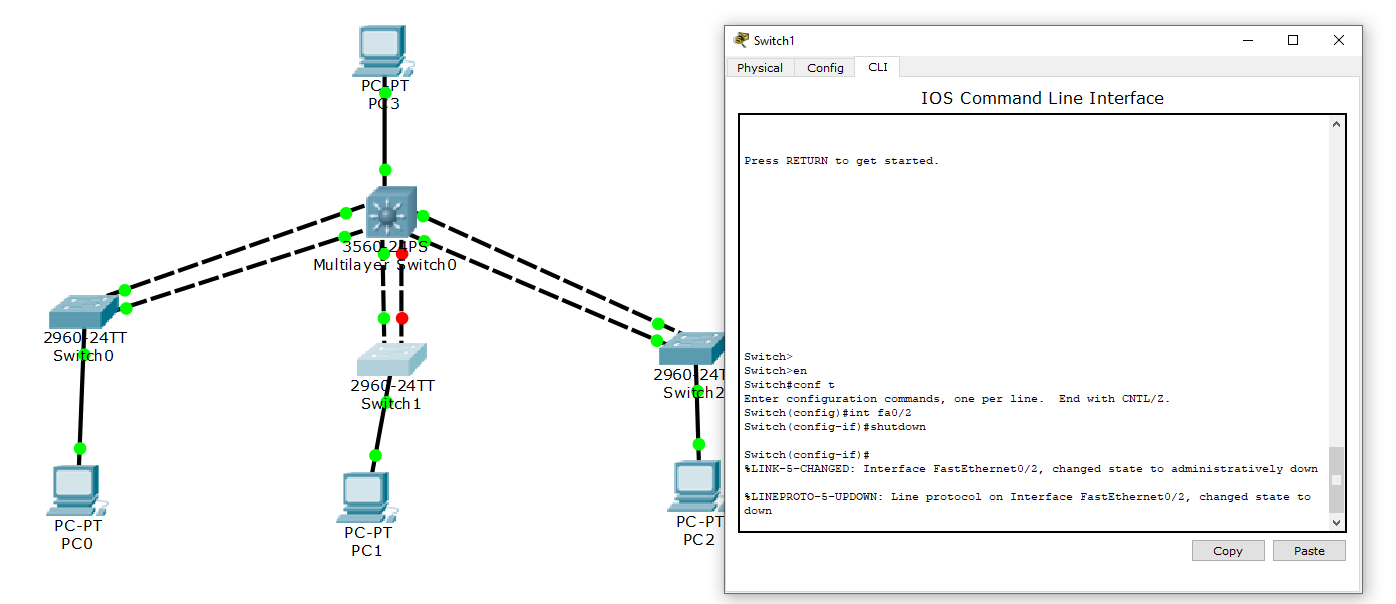 PC-PT
PC3
3560-24PS
Multilayer Switch0
2960-24TT
Switch0
2960-24TT
Switch1
2960-24T
Switch2
PC-PT
PC0
PC-PT
PC1
PC-PT
PC2
Switch1
Physical
Config
CLI
IOS Command Line Interface
Press RETURN to get started.
Switch>
Switch>en
Switch#conf t
Enter configuration commands, one per line.  End with CNTL/Z.
Switch(config)#int fa0/2
Switch(config-if)#shutdown
Switch(config-if)#
%LINK-5-CHANGED: Interface FastEthernet0/2, changed state to administratively down
%LINEPROTO-5-UPDOWN: Line protocol on Interface FastEthernet0/2, changed state to
down
Copy
Paste